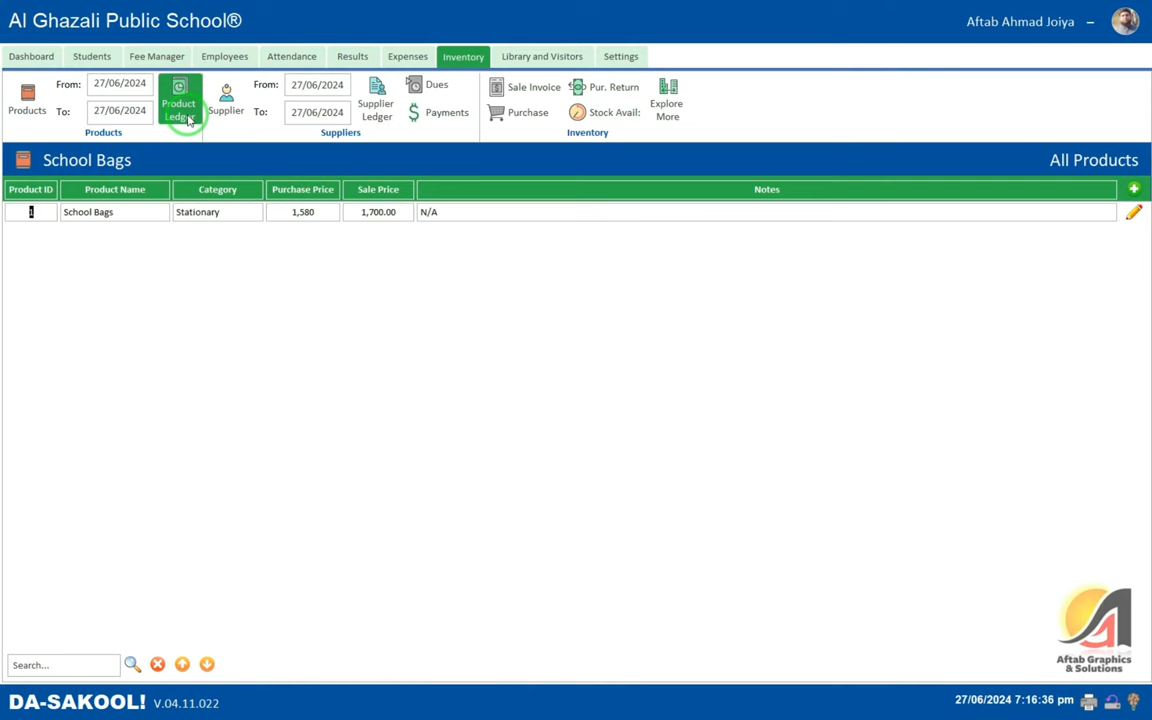 Al Ghazali Public School®
Aftab Ahmad Joiya –
Dashboard Students Fee Manager Employees Attendance Results Expenses Inventory Library and Visitors Settings
Products
From: 27/06/2024
To: 27/06/2024
Product
Ledger
Products
Supplier
From: 27/06/2024
To: 27/06/2024
Supplier
Ledger
Dues
Payments
Suppliers
Sale Invoice
Pur. Return
Purchase
Stock Avail:
Explore
More
Inventory
School Bags
All Products
Product ID Product Name Category Purchase Price Sale Price Notes
1 School Bags Stationary 1,580 1,700.00 N/A
Aftab Graphics
& Solutions
Search...
DA-SAKOOL! V.04.11.022
27/06/2024 7:16:36 pm